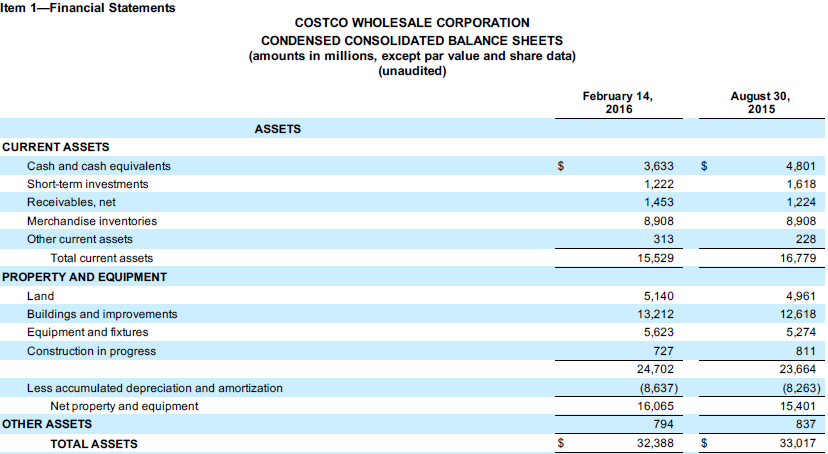 Item 1—Financial Statements
COSTCO WHOLESALE CORPORATION
CONDENSED CONSOLIDATED BALANCE SHEETS
(amounts in millions, except par value and share data)
(unaudited)
February 14, 2016 August 30, 2015
ASSETS
CURRENT ASSETS
Cash and cash equivalents $ 3,633 $ 4,801
Short-term investments 1,222 1,618
Receivables, net 1,453 1,224
Merchandise inventories 8,908 8,908
Other current assets 313 228
Total current assets 15,529 16,779
PROPERTY AND EQUIPMENT
Land 5,140 4,961
Buildings and improvements 13,212 12,618
Equipment and fixtures 5,623 5,274
Construction in progress 727 811
24,702 23,664
Less accumulated depreciation and amortization (8,637) (8,263)
Net property and equipment 16,065 15,401
OTHER ASSETS 794 837
TOTAL ASSETS $ 32,388 $ 33,017